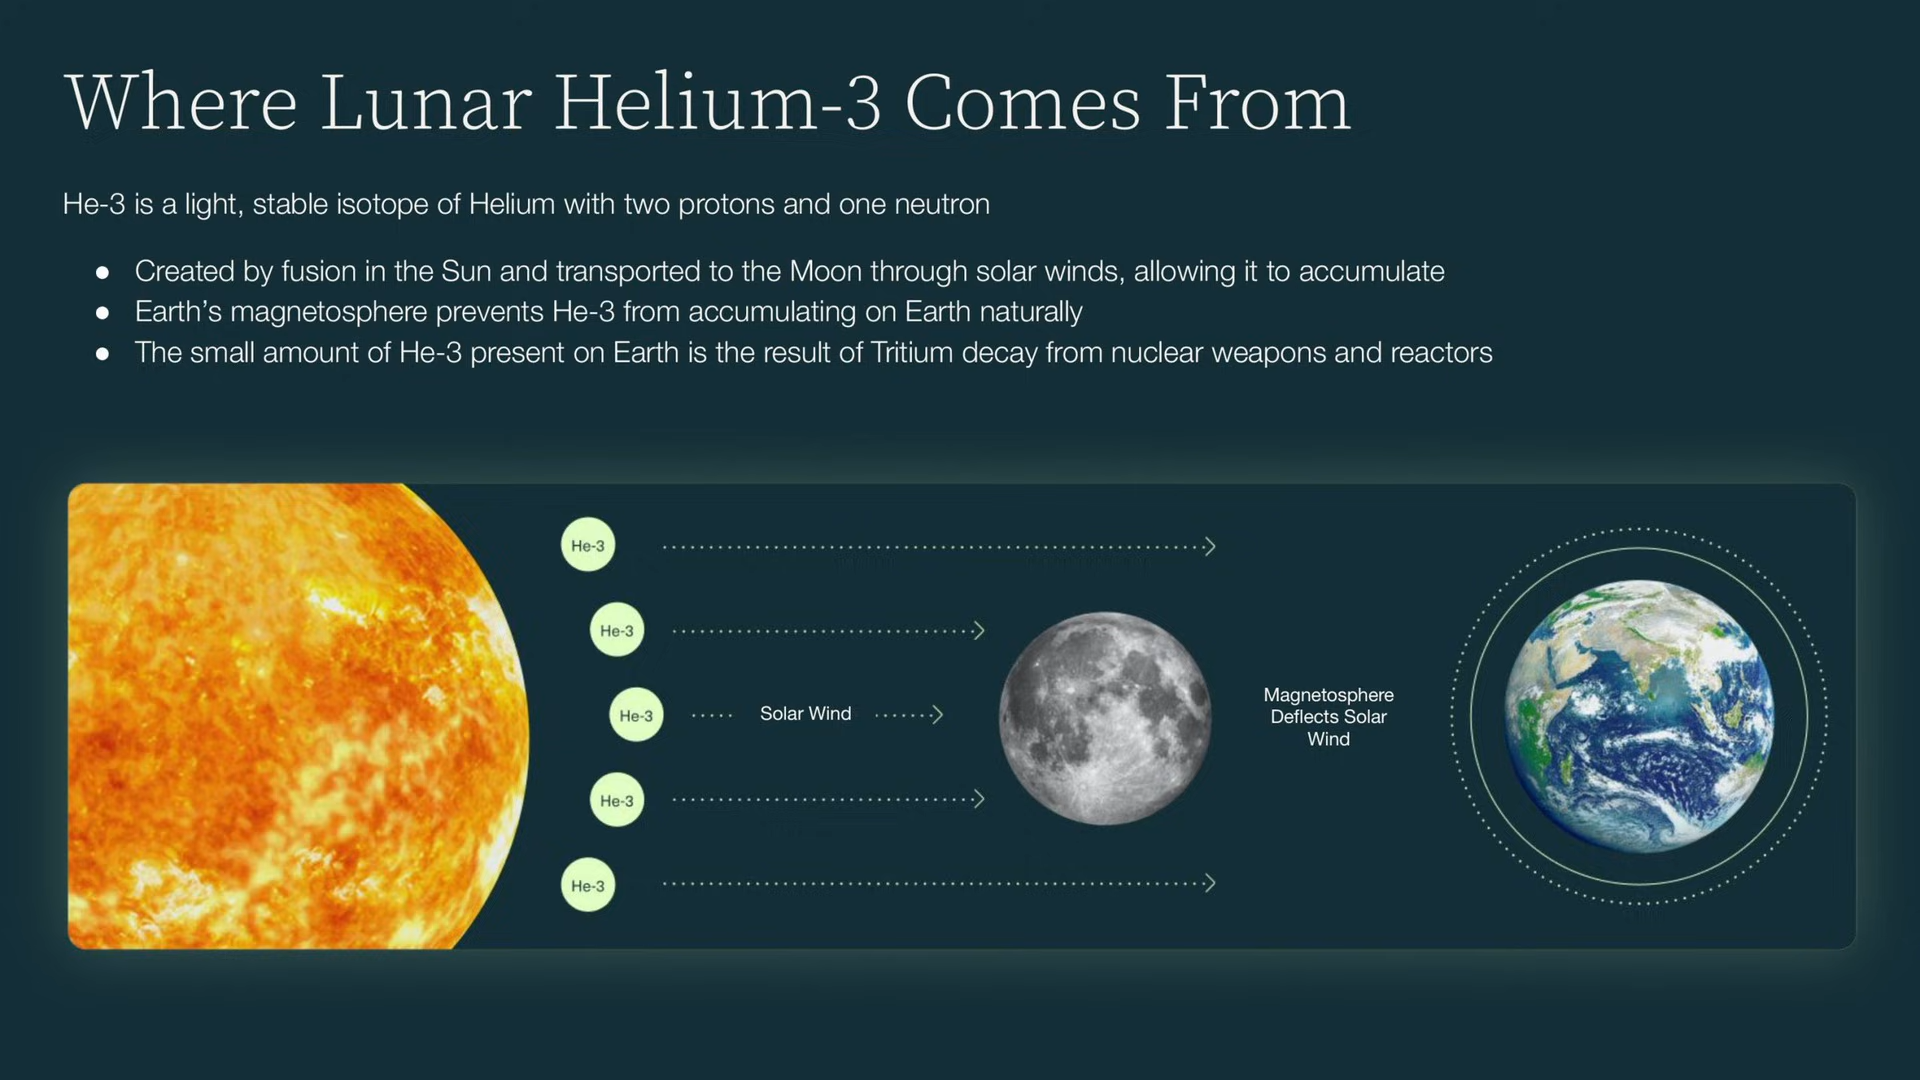 Where Lunar Helium-3 Comes From
He-3 is a light, stable isotope of Helium with two protons and one neutron
● Created by fusion in the Sun and transported to the Moon through solar winds, allowing it to accumulate
● Earth’s magnetosphere prevents He-3 from accumulating on Earth naturally
● The small amount of He-3 present on Earth is the result of Tritium decay from nuclear weapons and reactors
He-3
He-3
He-3
Solar Wind
He-3
He-3
Magnetosphere
Deflects Solar
Wind